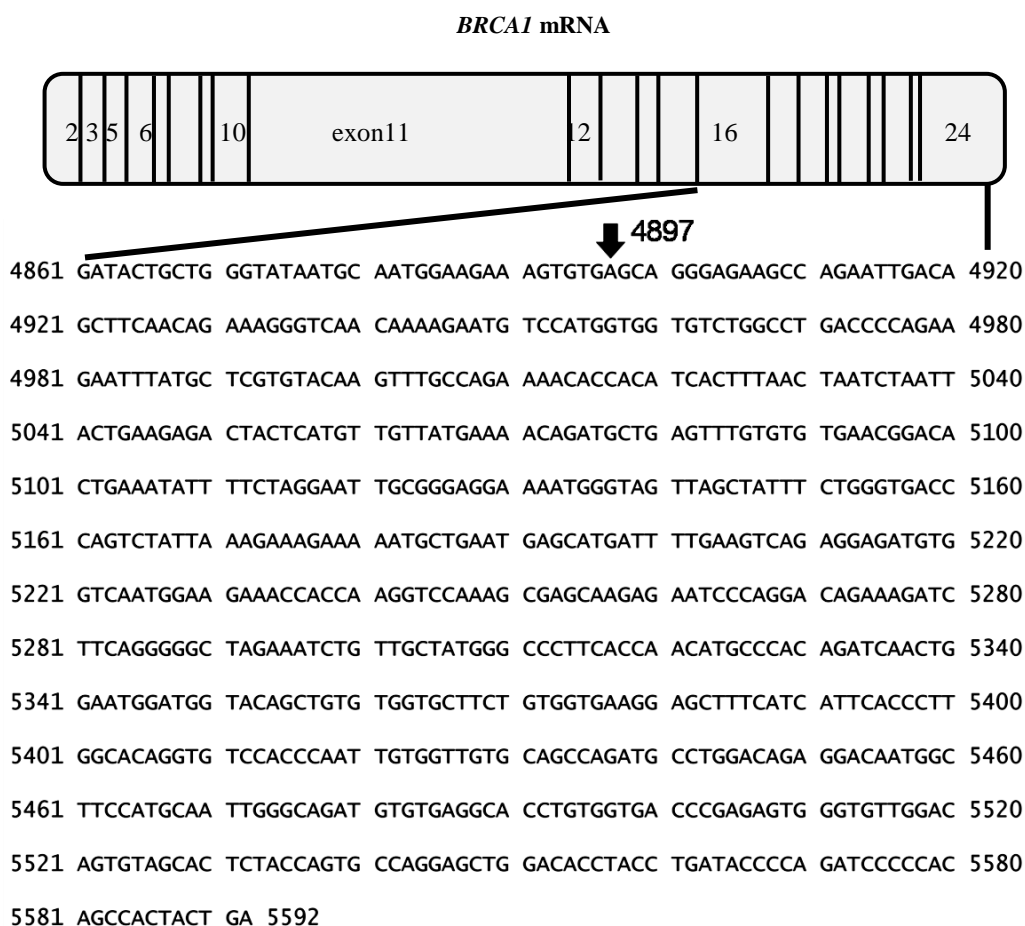 BRCA1 mRNA
2 3 5 6 10 exon11 12 16 24
4897
4861 GATACTGCTG GGTATAATGC AATGGAAGAA AGTGTGAGCA GGGAGAAGCC AGAATTGACA 4920
4921 GCTTCAACAG AAAGGGTCAA CAAAAGAATG TCCATGGTGG TGTCTGGCCT GACCCCAGAA 4980
4981 GAATTTATGC TCGTGTACAA GTTTGCCAGA AAACACCACA TCACTTTAAC TAATCTAATT 5040
5041 ACTGAAGAGA CTACTCATGT TGTTATGAAA ACAGATGCTG AGTTTGTGTG TGAACGGACA 5100
5101 CTGAAATATT TTCTAGGAAT TGCGGGAGGA AAATGGGTAG TTAGCTATTT CTGGGTGACC 5160
5161 CAGTCTATTA AAGAAAGAAA AATGCTGAAT GAGCATGATT TTGAAGTCAG AGGAGATGTG 5220
5221 GTCAATGGAA GAAACCACCA AGGTCCAAAG CGAGCAAGAG AATCCCAGGA CAGAAAGATC 5280
5281 TTCAGGGGGC TAGAAATCTG TTGCTATGGG CCCTTCACCA ACATGCCCAC AGATCAACTG 5340
5341 GAATGGATGG TACAGCTGTG TGGTGCTTCT GTGGTGAAGG AGCTTTCATC ATTCACCCTT 5400
5401 GGCACAGGTG TCCACCCAAT TGTGGTTGTG CAGCCAGATG CCTGGACAGA GGACAATGGC 5460
5461 TTCCATGCAA TTGGGCAGAT GTGTGAGGCA CCTGTGGTGA CCCGAGAGTG GGTGTTGGAC 5520
5521 AGTGTAGCAC TCTACCAGTG CCAGGAGCTG GACACCTACC TGATACCCCA GATCCCCCAC 5580
5581 AGCCACTACT GA 5592